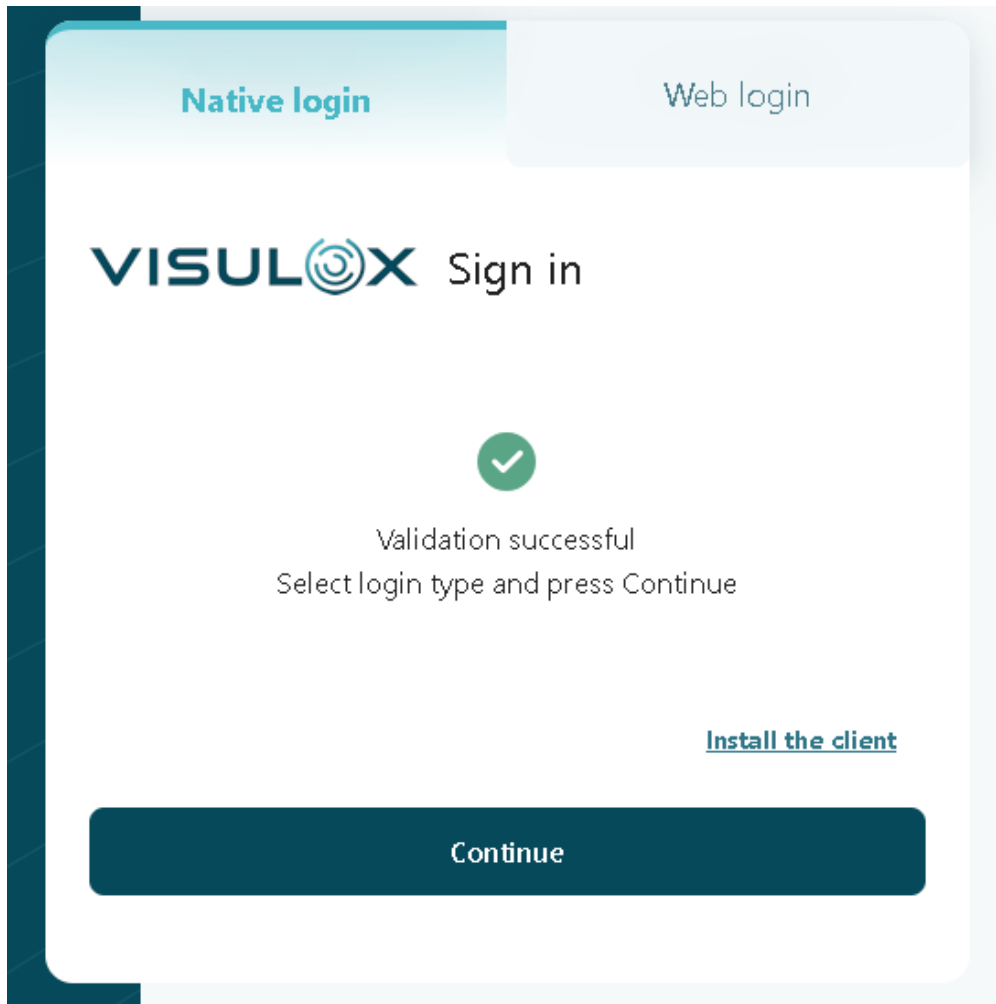 Native login
Web login
VISULOX Sign in
Validation successful
Select login type and press Continue
Install the client
Continue